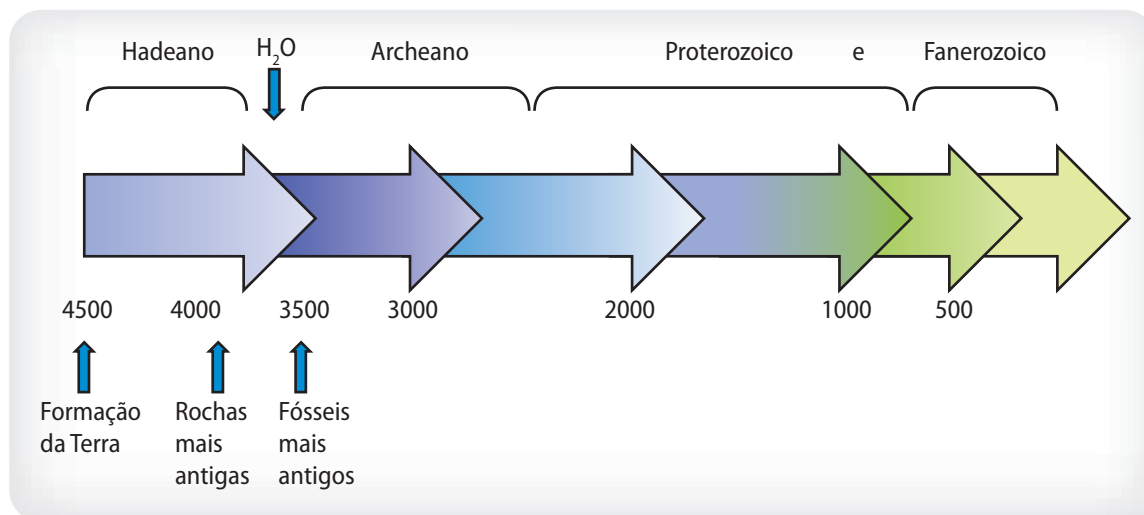 Hadeano H₂O Archeano Proterozoico e Fanerozoico
4500 4000 3500 3000 2000 1000 500
Formação da Terra
Rochas mais antigas
Fósseis mais antigos